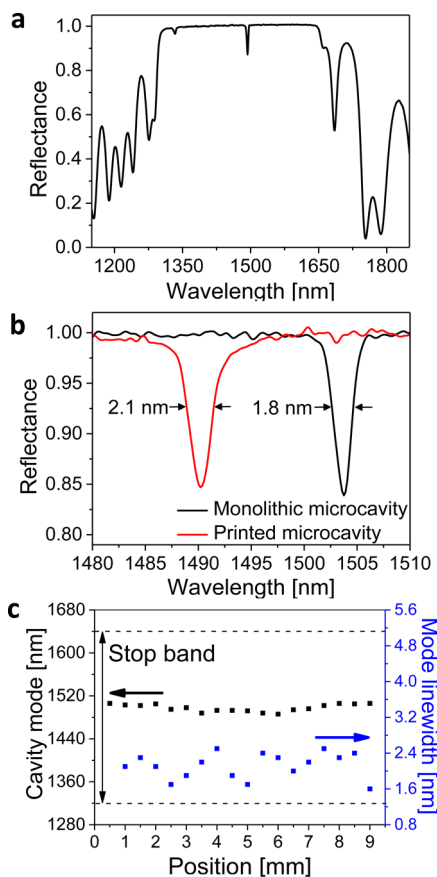 a
1.0
0.8
0.6
0.4
0.2
0.0
Reflectance
1200 1350 1500 1650 1800
Wavelength [nm]
b
1.00
0.95
0.90
0.85
0.80
Reflectance
2.1 nm 1.8 nm
Monolithic microcavity
Printed microcavity
1480 1485 1490 1495 1500 1505 1510
Wavelength [nm]
c
1680
1600
1520
1440
1360
1280
Cavity mode [nm]
Stop band
5.6
4.8
4.0
3.2
2.4
1.6
0.8
Mode linewidth [nm]
0 1 2 3 4 5 6 7 8 9
Position [mm]